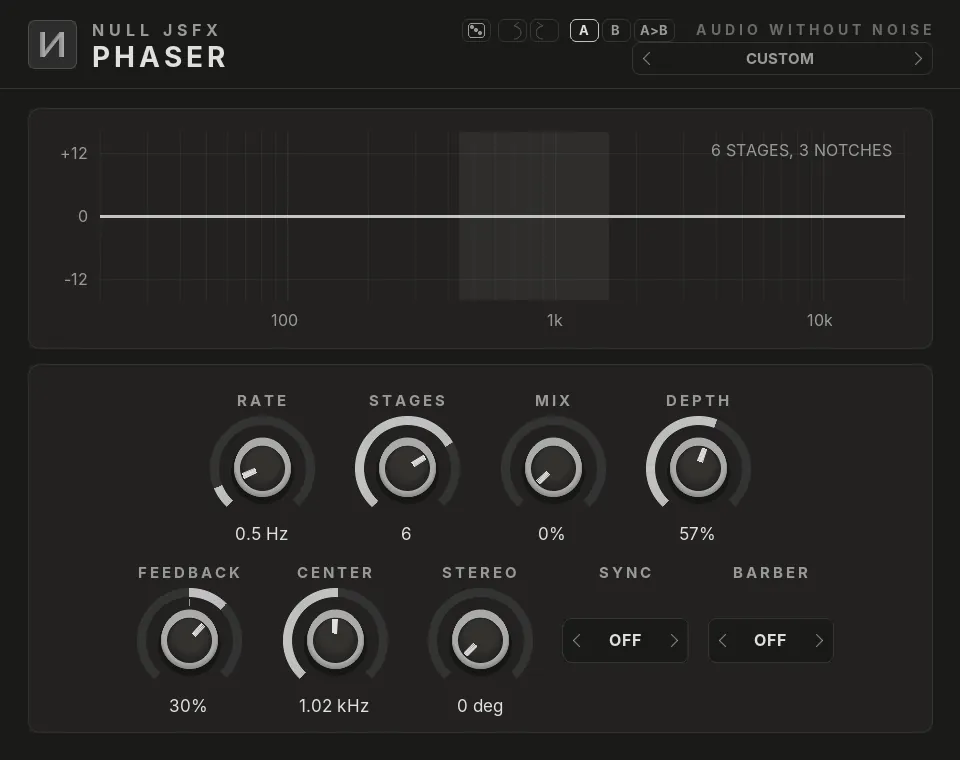 NULL JSFX
PHASER
A B A>B
AUDIO WITHOUT NOISE
CUSTOM
+12
0
-12
6 STAGES, 3 NOTCHES
100 1k 10k
RATE STAGES MIX DEPTH
0.5 Hz 6 0% 57%
FEEDBACK CENTER STEREO SYNC BARBER
OFF OFF
30% 1.02 kHz 0 deg